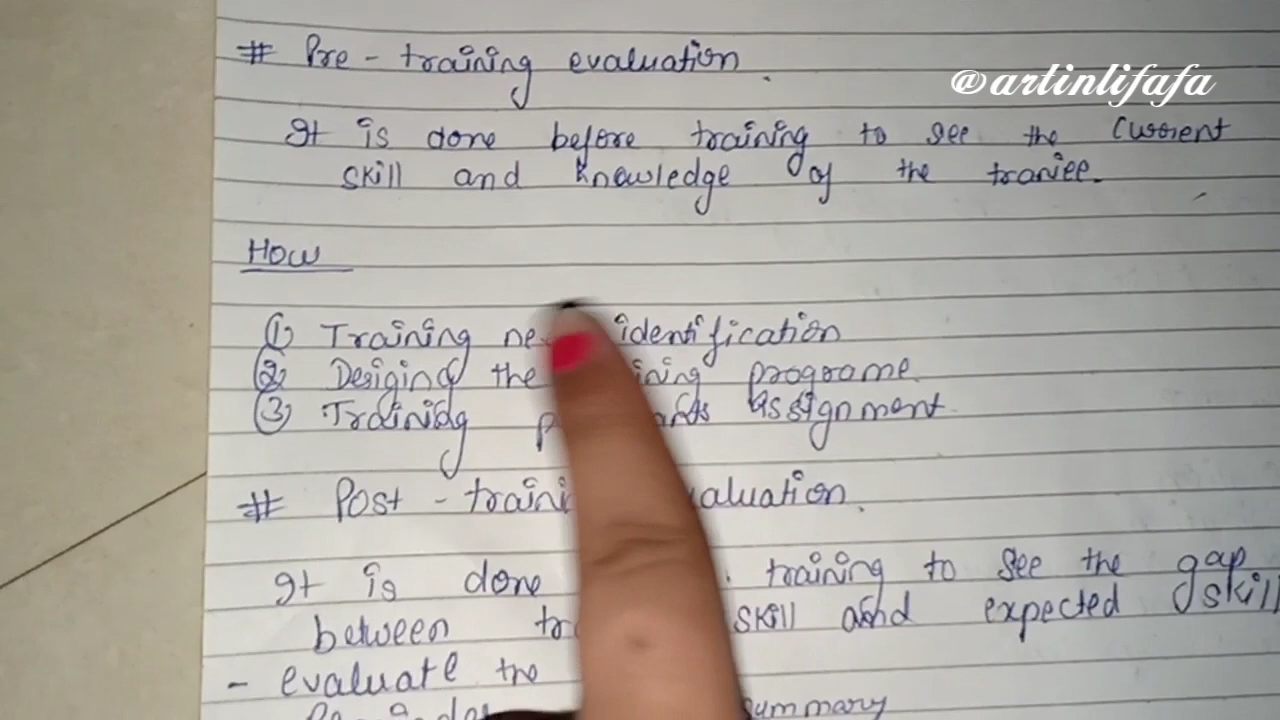 # Pre - training evaluation.
@artinlifafa
It is done before training to see the current
skill and knowledge of the traniee.
How
① Training identification
② Desiging the programe.
③ Training assignment
# Post - evaluation.
It is done training to see the gap
between skill and expected skill
- evaluate the
summary